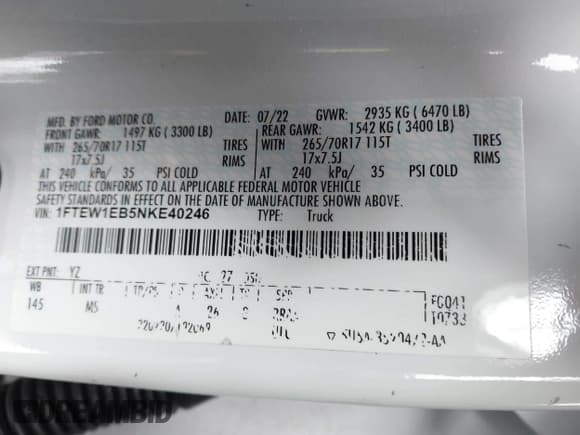 MFD. BY FORD MOTOR CO. DATE: 07/22 GVWR: 2935 KG ( 6470 LB)
FRONT GAWR: 1497 KG ( 3300 LB) REAR GAWR: 1542 KG ( 3400 LB)
WITH 265/70R17 115T TIRES WITH 265/70R17 115T TIRES
17x7.5J RIMS 17x7.5J RIMS
AT 240 kPa/ 35 PSI COLD AT 240 kPa/ 35 PSI COLD
THIS VEHICLE CONFORMS TO ALL APPLICABLE FEDERAL MOTOR VEHICLE
SAFETY STANDARDS IN EFFECT ON THE DATE OF MANUFACTURE SHOWN ABOVE.
VIN: 1FTEW1EB5NKE40246 TYPE: Truck
EXT PNT: YZ
WB INT TR
145 MS
DREAMBID